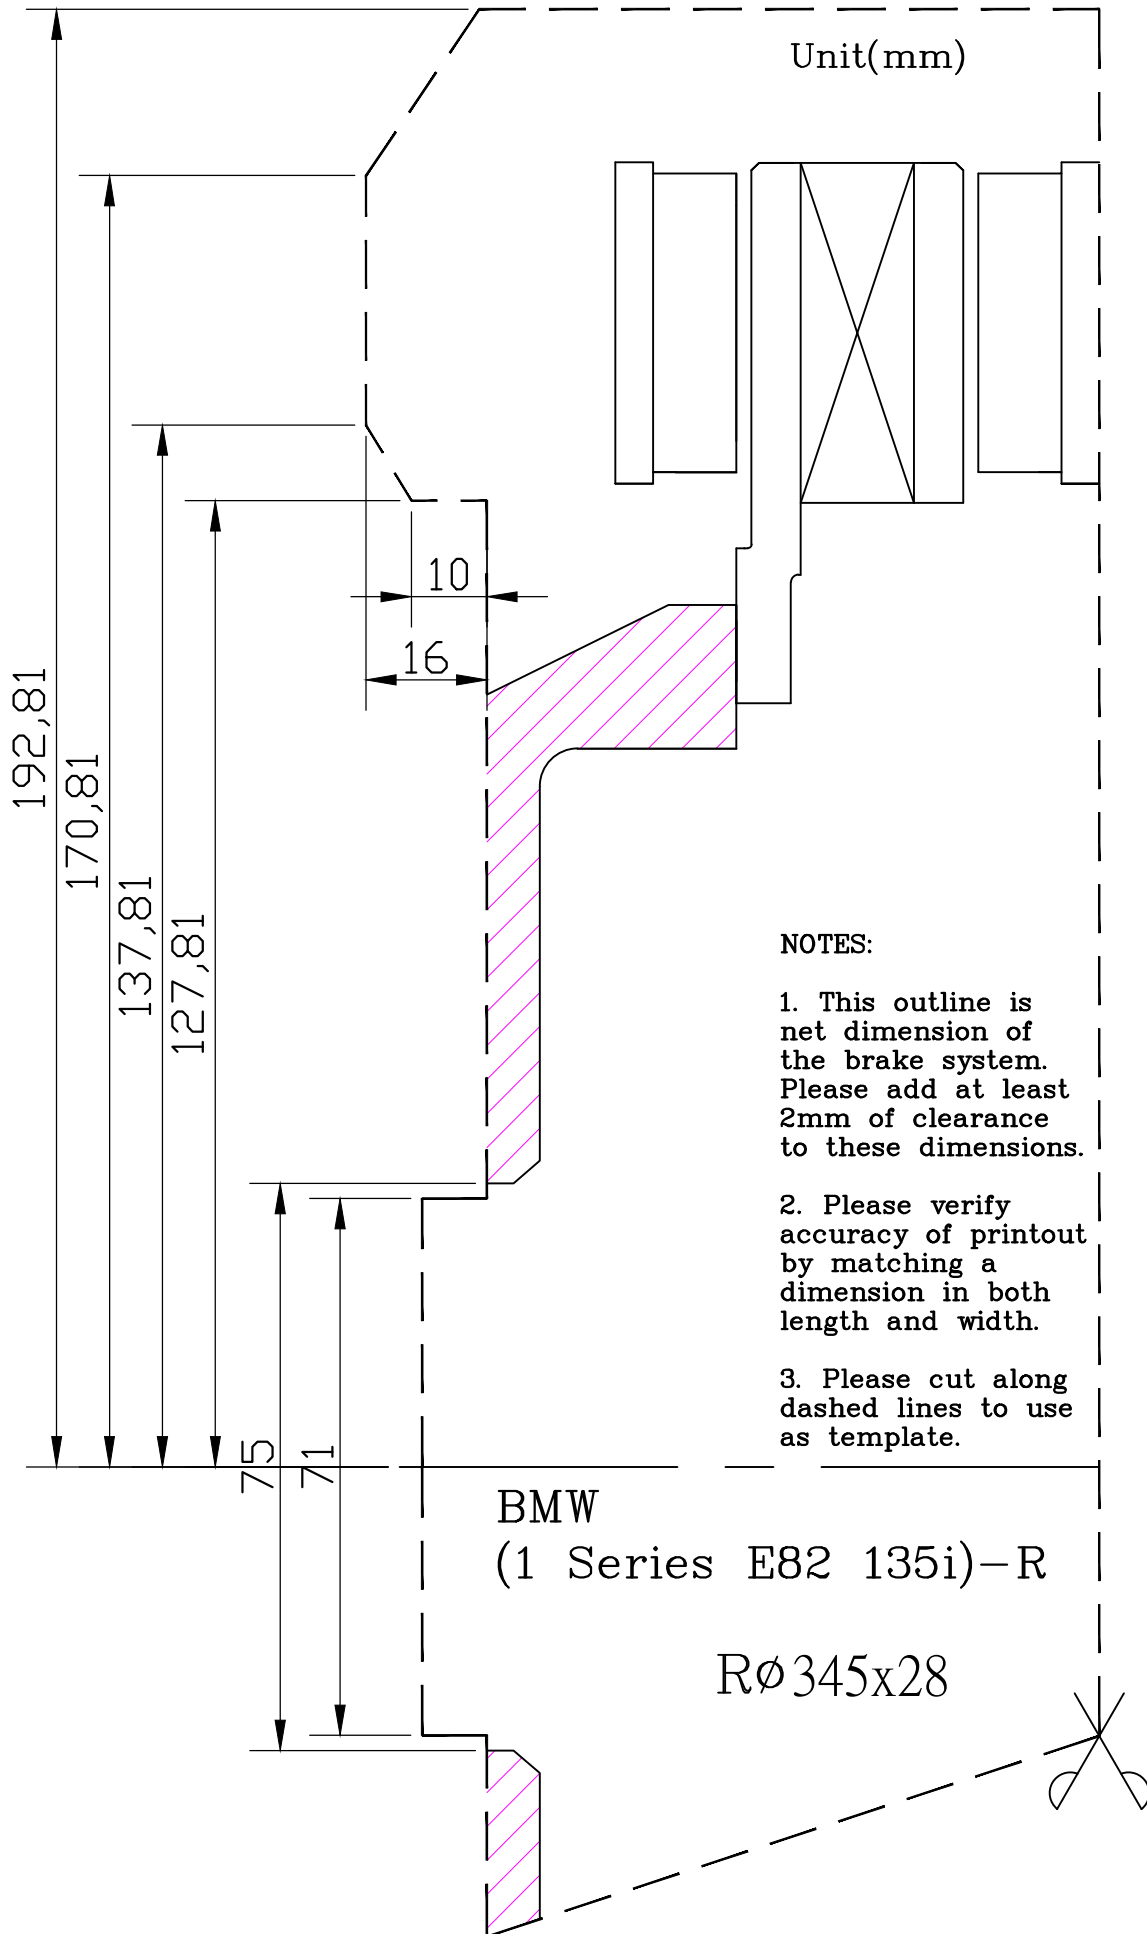 Unit(mm)
10
16
192,81
170,81
137,81
127,81
NOTES:
1. This outline is
net dimension of
the brake system.
Please add at least
2mm of clearance
to these dimensions.
2. Please verify
accuracy of printout
by matching a
dimension in both
length and width.
3. Please cut along
dashed lines to use
as template.
75
71
BMW
(1 Series E82 135i)-R
RØ345x28